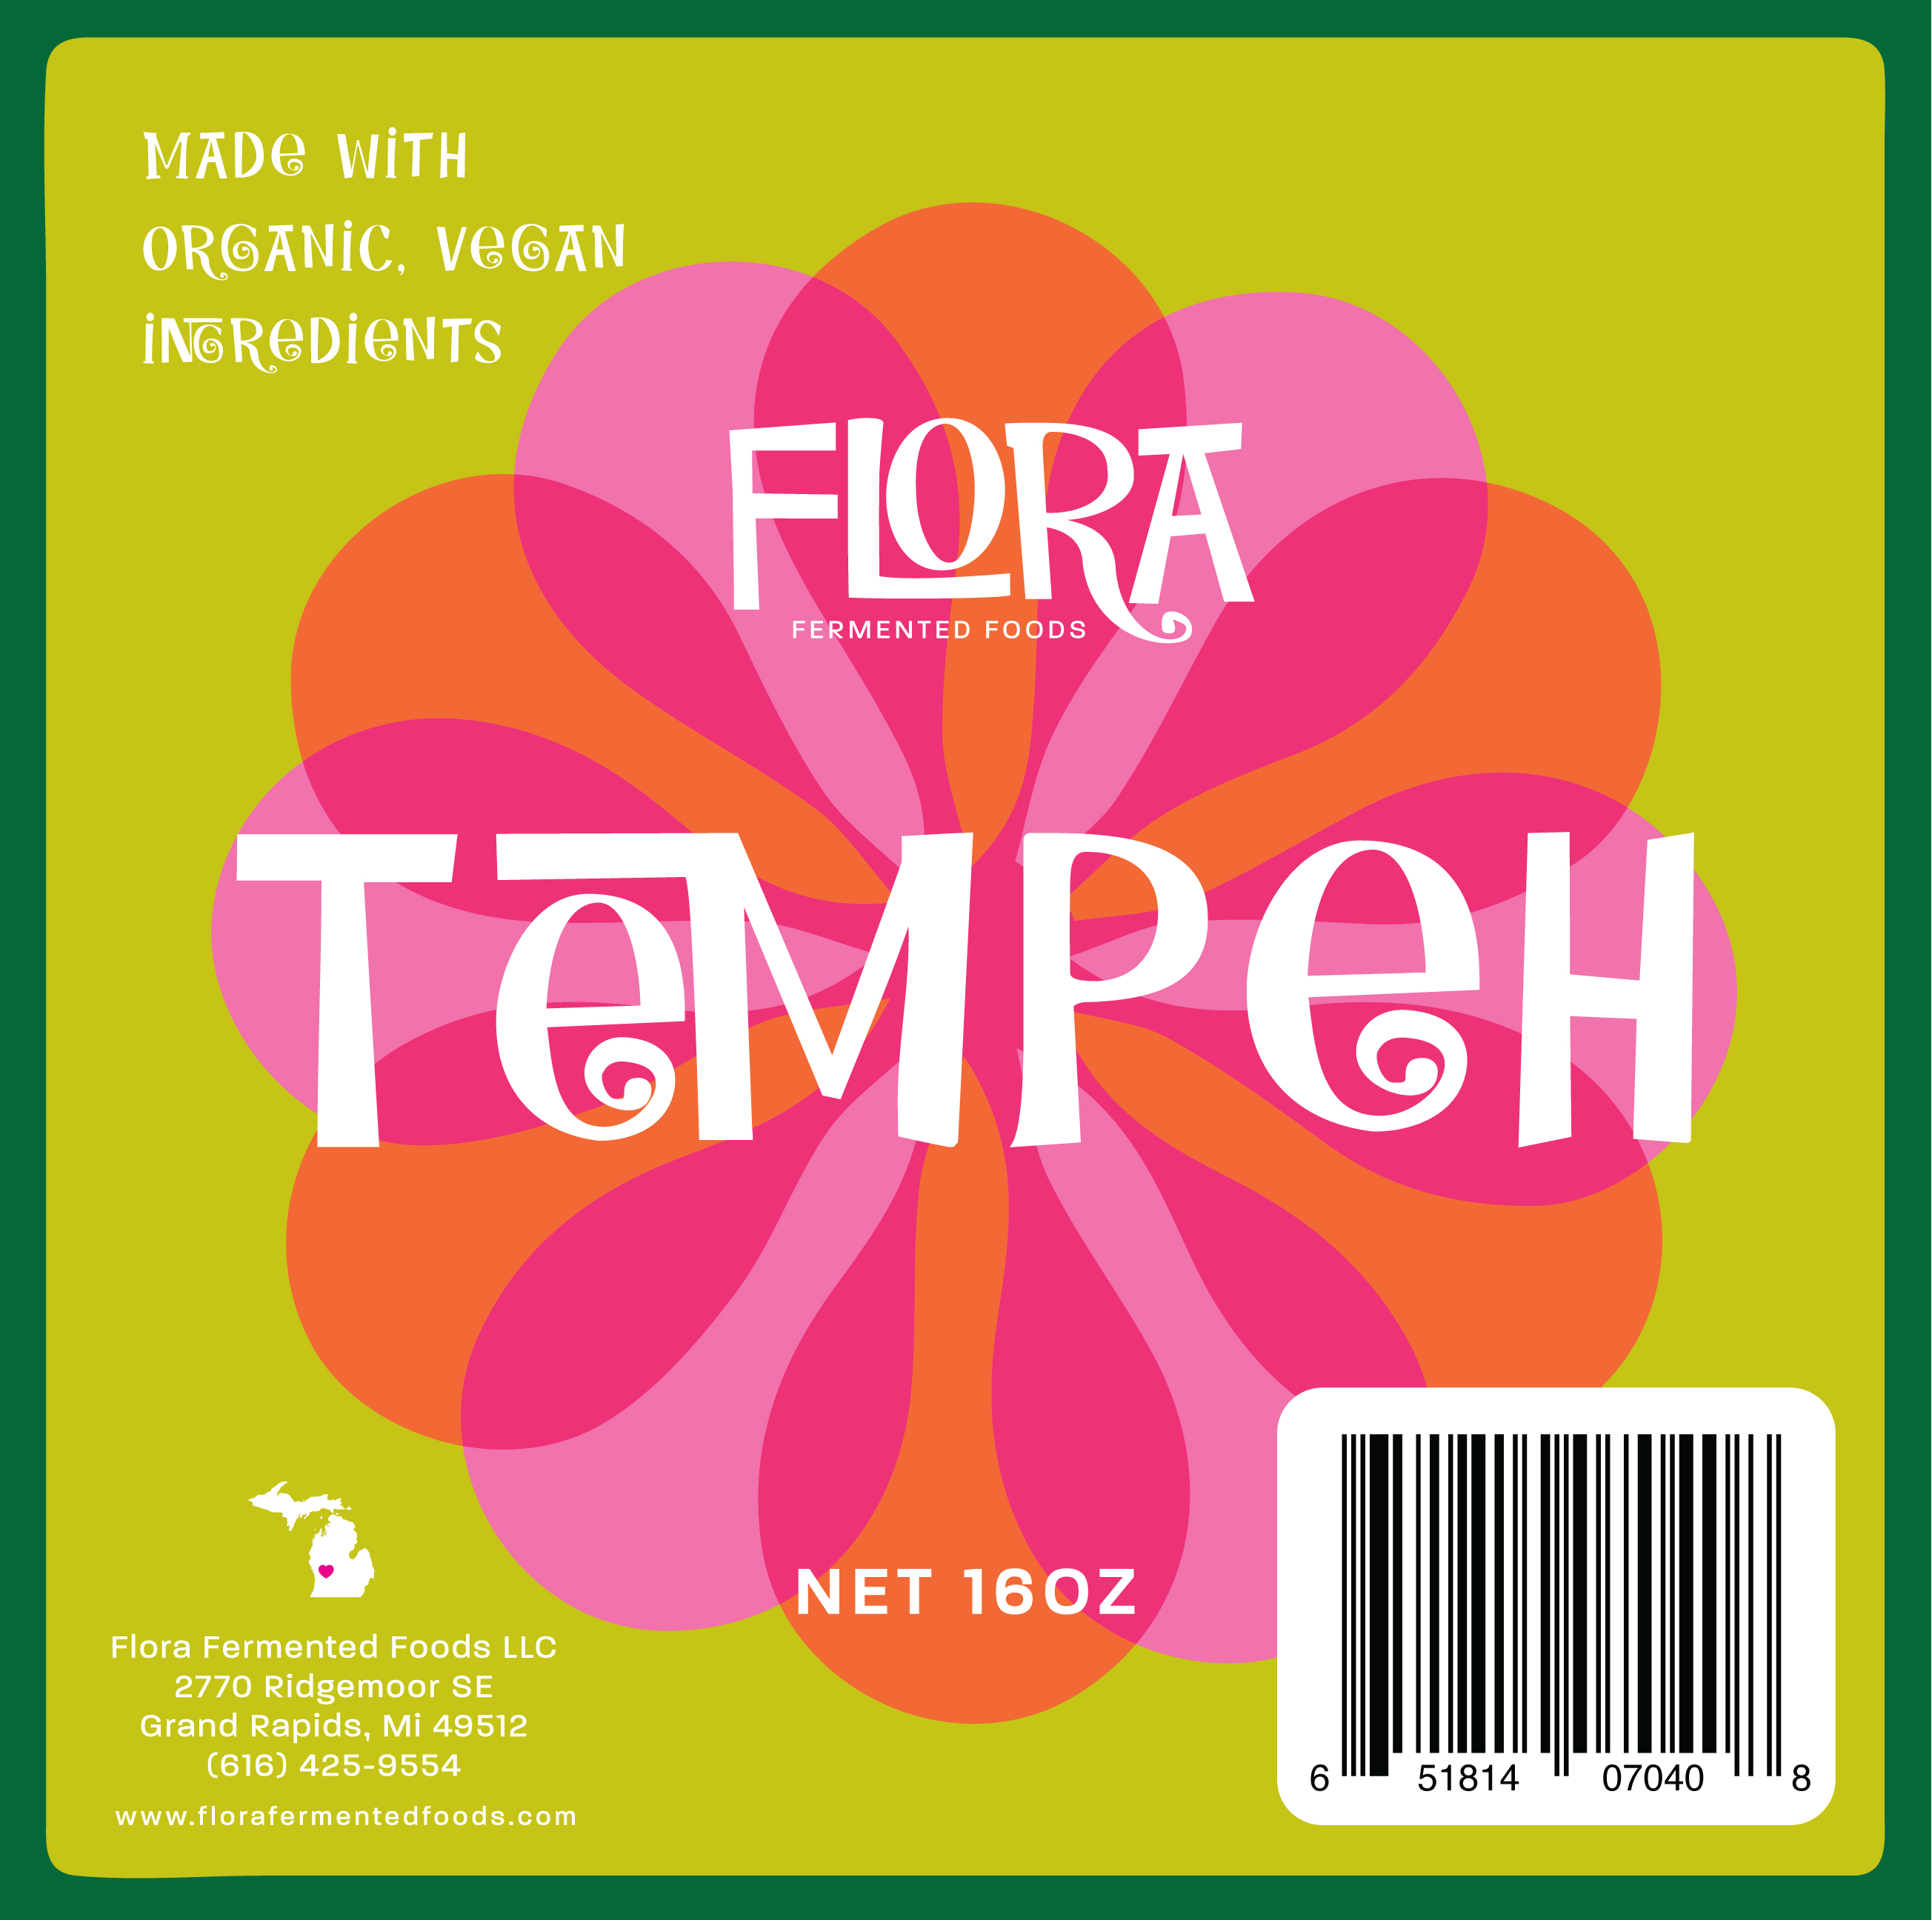 MADe WiTH
ORGANiC, VeGAN
iNGReDieNTS
FLORA
FERMENTED FOODS
TeMPeH
NET 16OZ
Flora Fermented Foods LLC
2770 Ridgemoor SE
Grand Rapids, Mi 49512
(616) 425-9554
www.florafermentedfoods.com
6 51814 07040 8